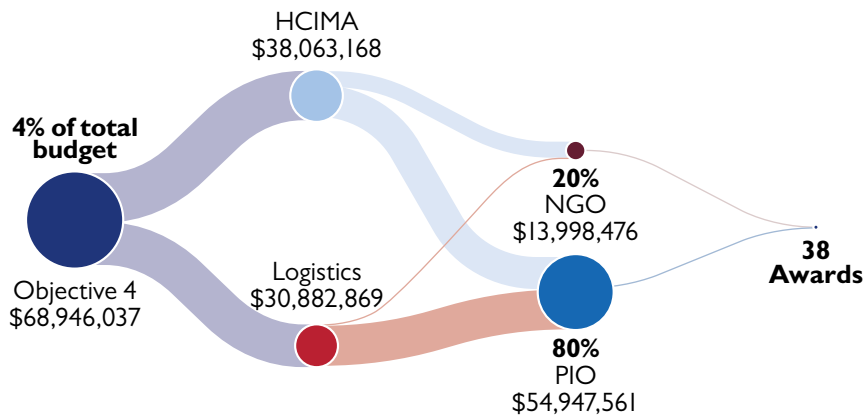 HCIMA
$38,063,168
4% of total
budget
Objective 4
$68,946,037
Logistics
$30,882,869
20%
NGO
$13,998,476
80%
PIO
$54,947,561
38
Awards